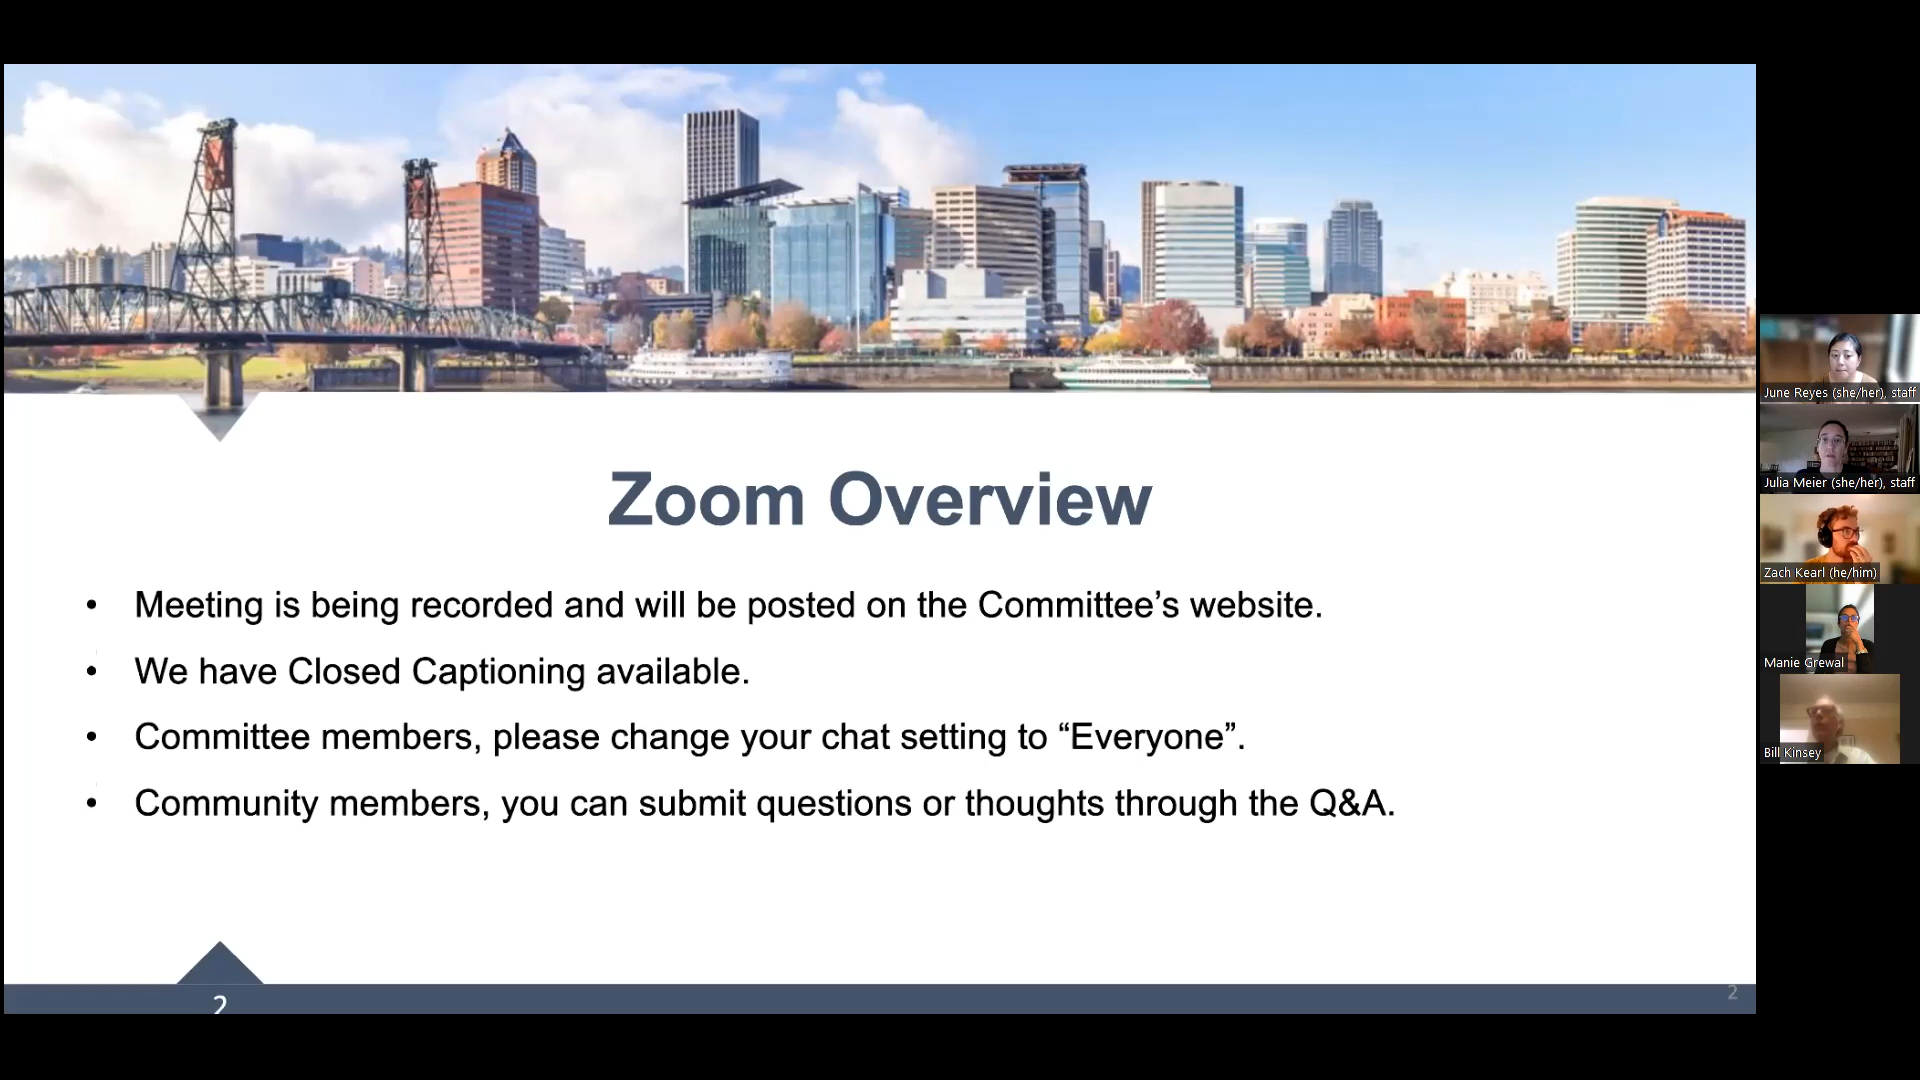 Zoom Overview
• Meeting is being recorded and will be posted on the Committee’s website.
• We have Closed Captioning available.
• Committee members, please change your chat setting to “Everyone”.
• Community members, you can submit questions or thoughts through the Q&A.
2
2
June Reyes (she/her), staff
Julia Meier (she/her), staff
Zach Kearl (he/him)
Manie Grewal
Bill Kinsey